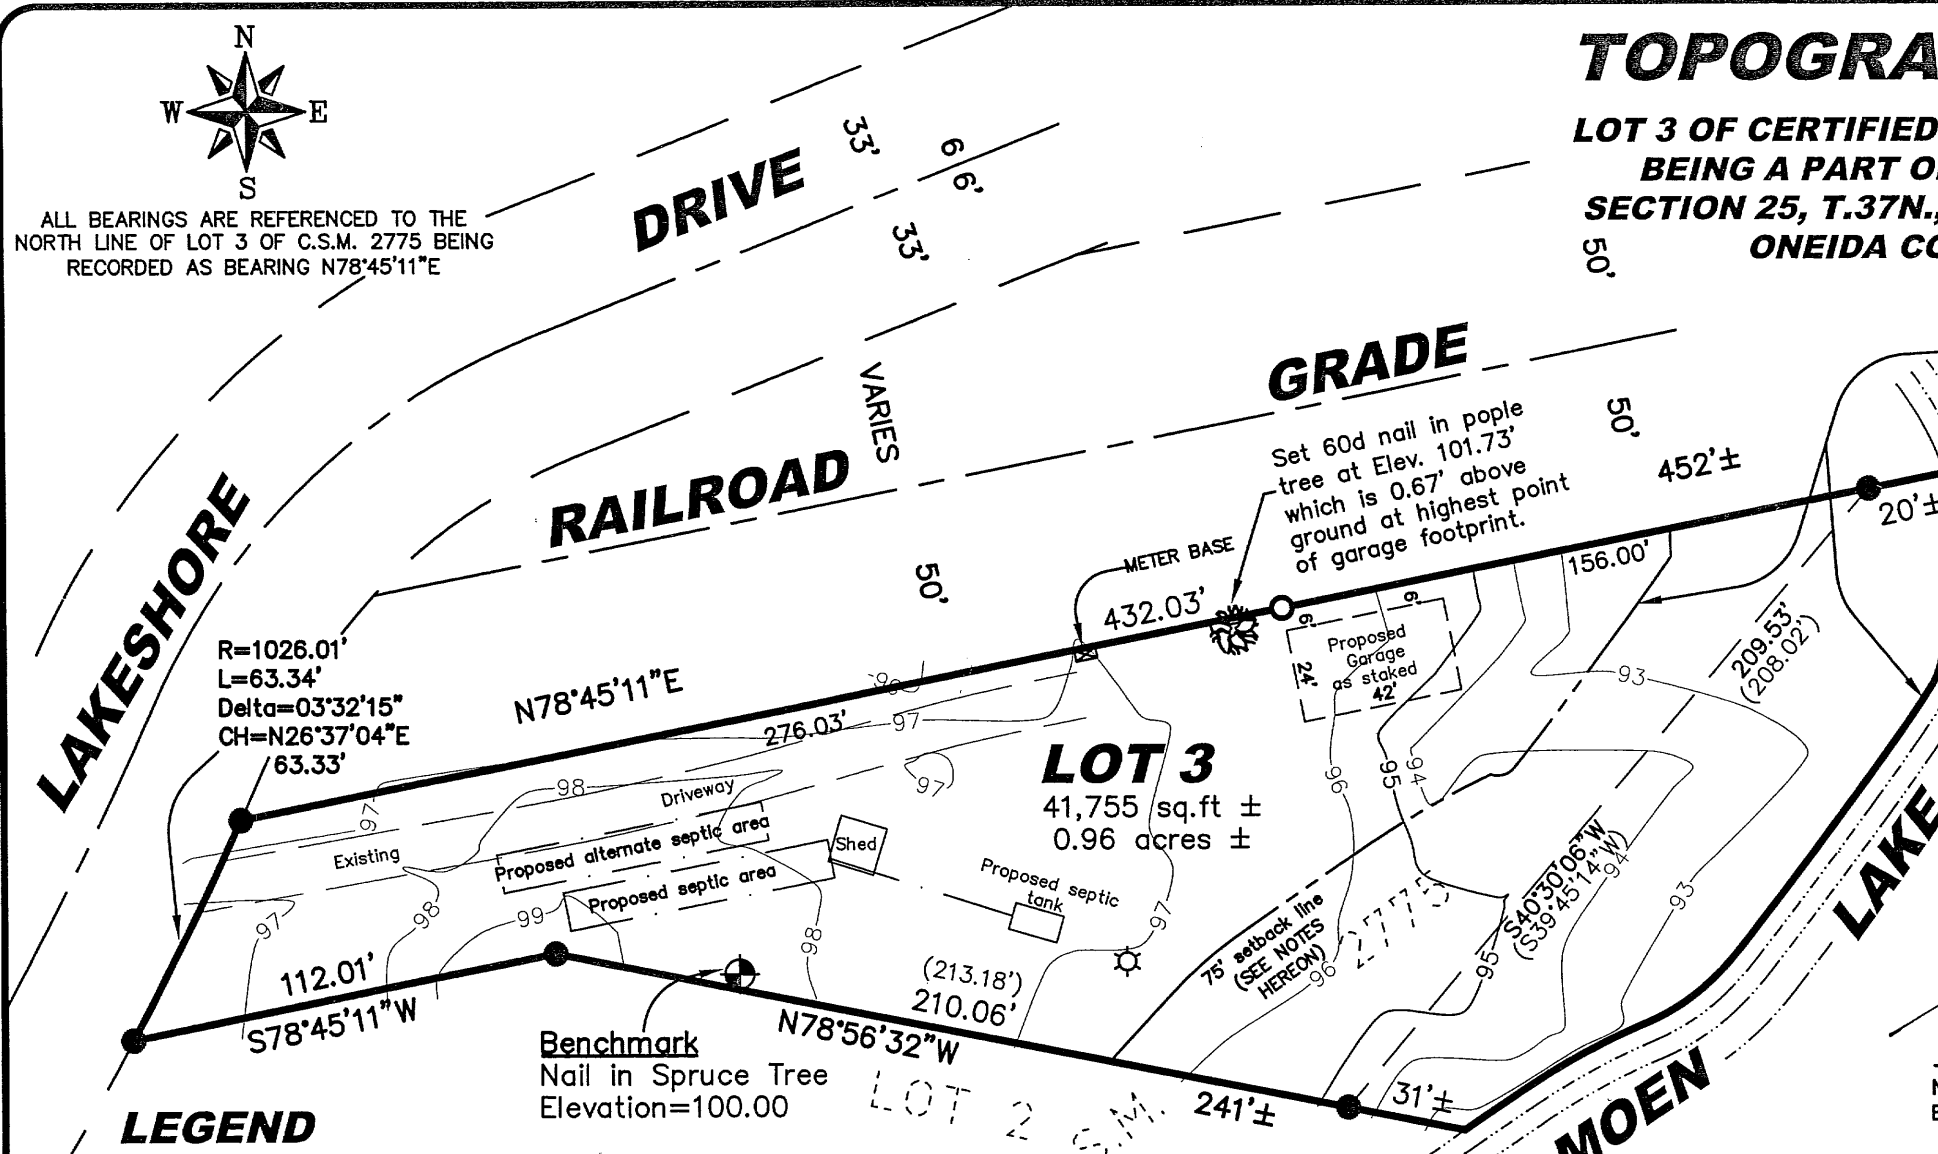 N
W E
S
ALL BEARINGS ARE REFERENCED TO THE
NORTH LINE OF LOT 3 OF C.S.M. 2775 BEING
RECORDED AS BEARING N78°45'11"E
TOPOGRA
LOT 3 OF CERTIFIED
BEING A PART O
SECTION 25, T.37N.,
ONEIDA CO
LAKESHORE
DRIVE
33'
66'
33'
VARIES
RAILROAD
GRADE
50'
50'
50'
Set 60d nail in pople
tree at Elev. 101.73'
which is 0.67' above
ground at highest point
of garage footprint.
452'±
20'±
METER BASE
432.03'
156.00'
R=1026.01'
L=63.34'
Delta=03°32'15"
CH=N26°37'04"E
63.33'
N78°45'11"E
276.03'
6'
6'
Proposed
Garage
as staked
24'
42'
93
209.53'
(208.02')
97
97
98
97
Driveway
Existing
Proposed alternate septic area
Proposed septic area
Shed
LOT 3
41,755 sq.ft ±
0.96 acres ±
96
95
94
Proposed septic
tank
97
98
99
98
97
75' setback line
(SEE NOTES
HEREON)
2775
S40°30'06"W
(S39°45'14"W)
94
93
95
96
112.01'
S78°45'11"W
(213.18')
210.06'
N78°56'32"W
Benchmark
Nail in Spruce Tree
Elevation=100.00
LOT 2
S.M.
241'±
31'±
LAKE
MOEN
LEGEND